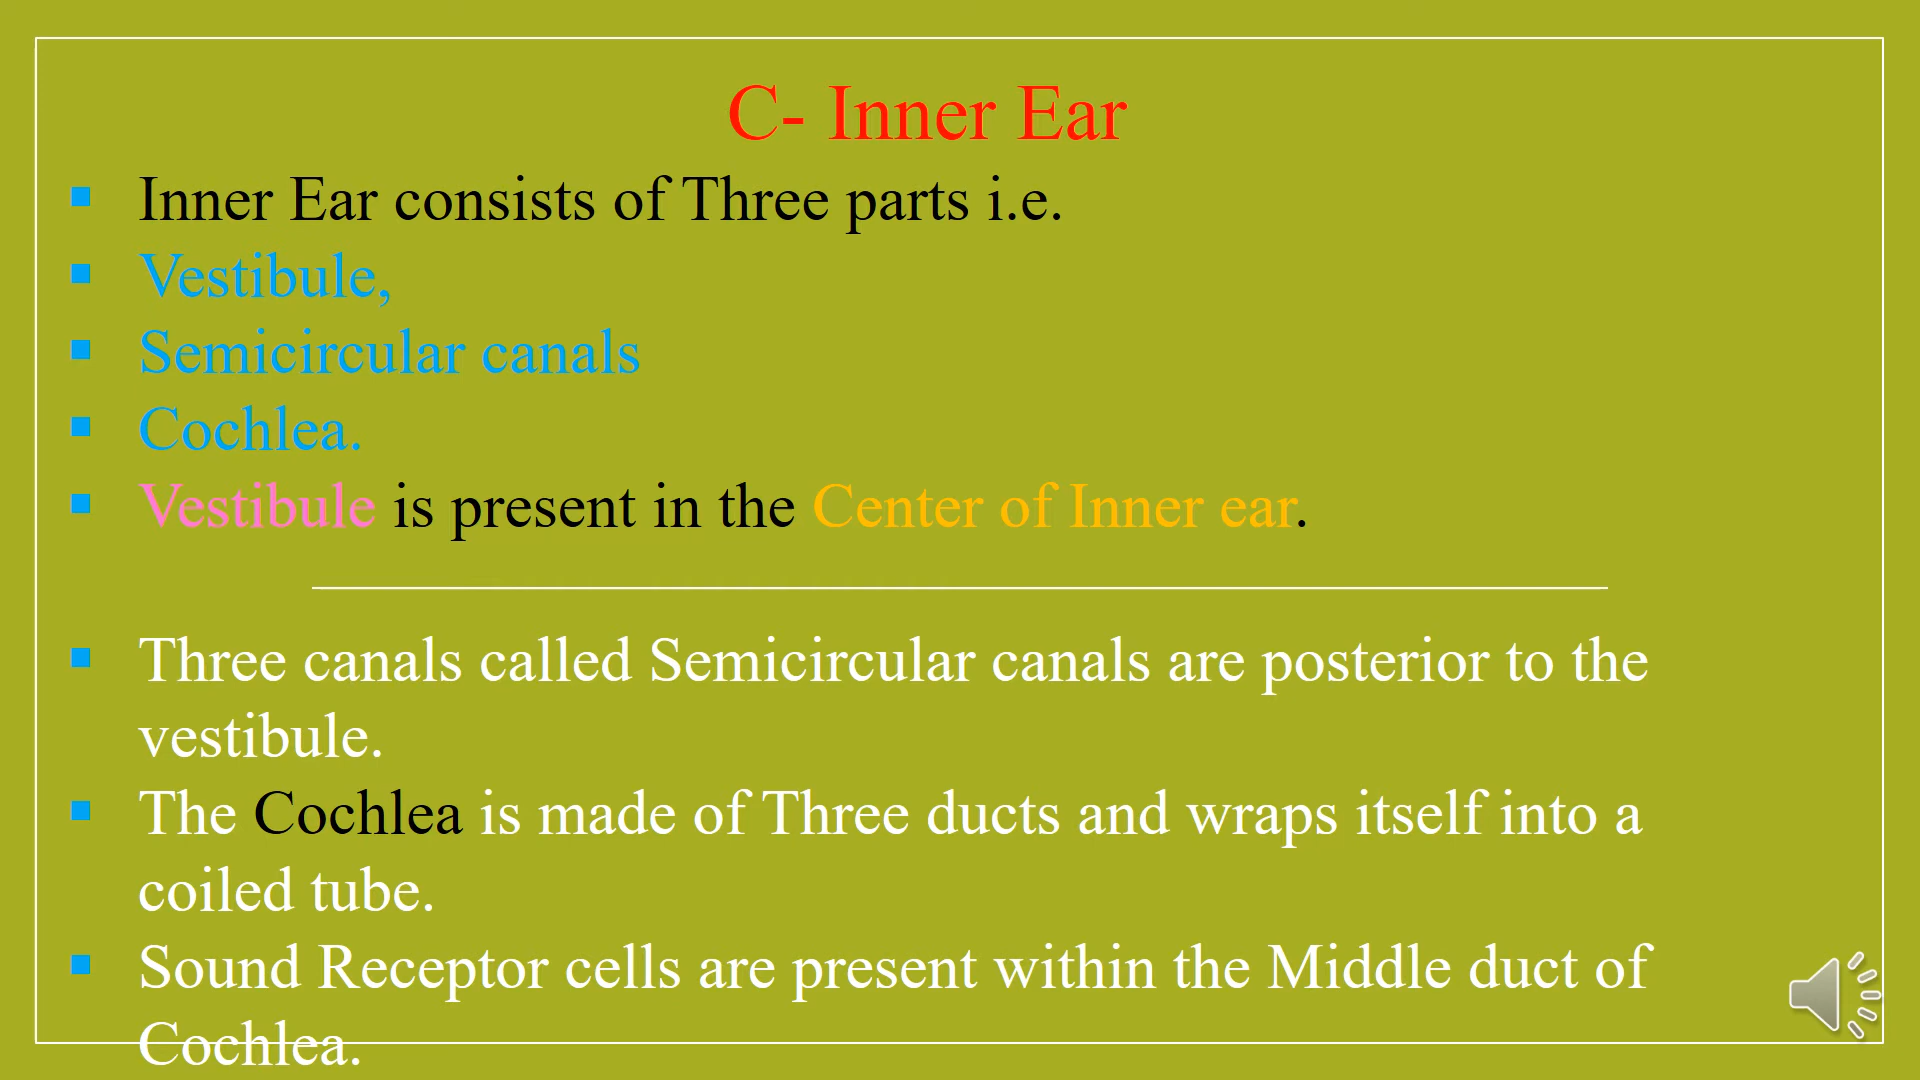 C- Inner Ear
▪ Inner Ear consists of Three parts i.e.
▪ Vestibule,
▪ Semicircular canals
▪ Cochlea.
▪ Vestibule is present in the Center of Inner ear.
▪ Three canals called Semicircular canals are posterior to the
vestibule.
▪ The Cochlea is made of Three ducts and wraps itself into a
coiled tube.
▪ Sound Receptor cells are present within the Middle duct of
Cochlea.